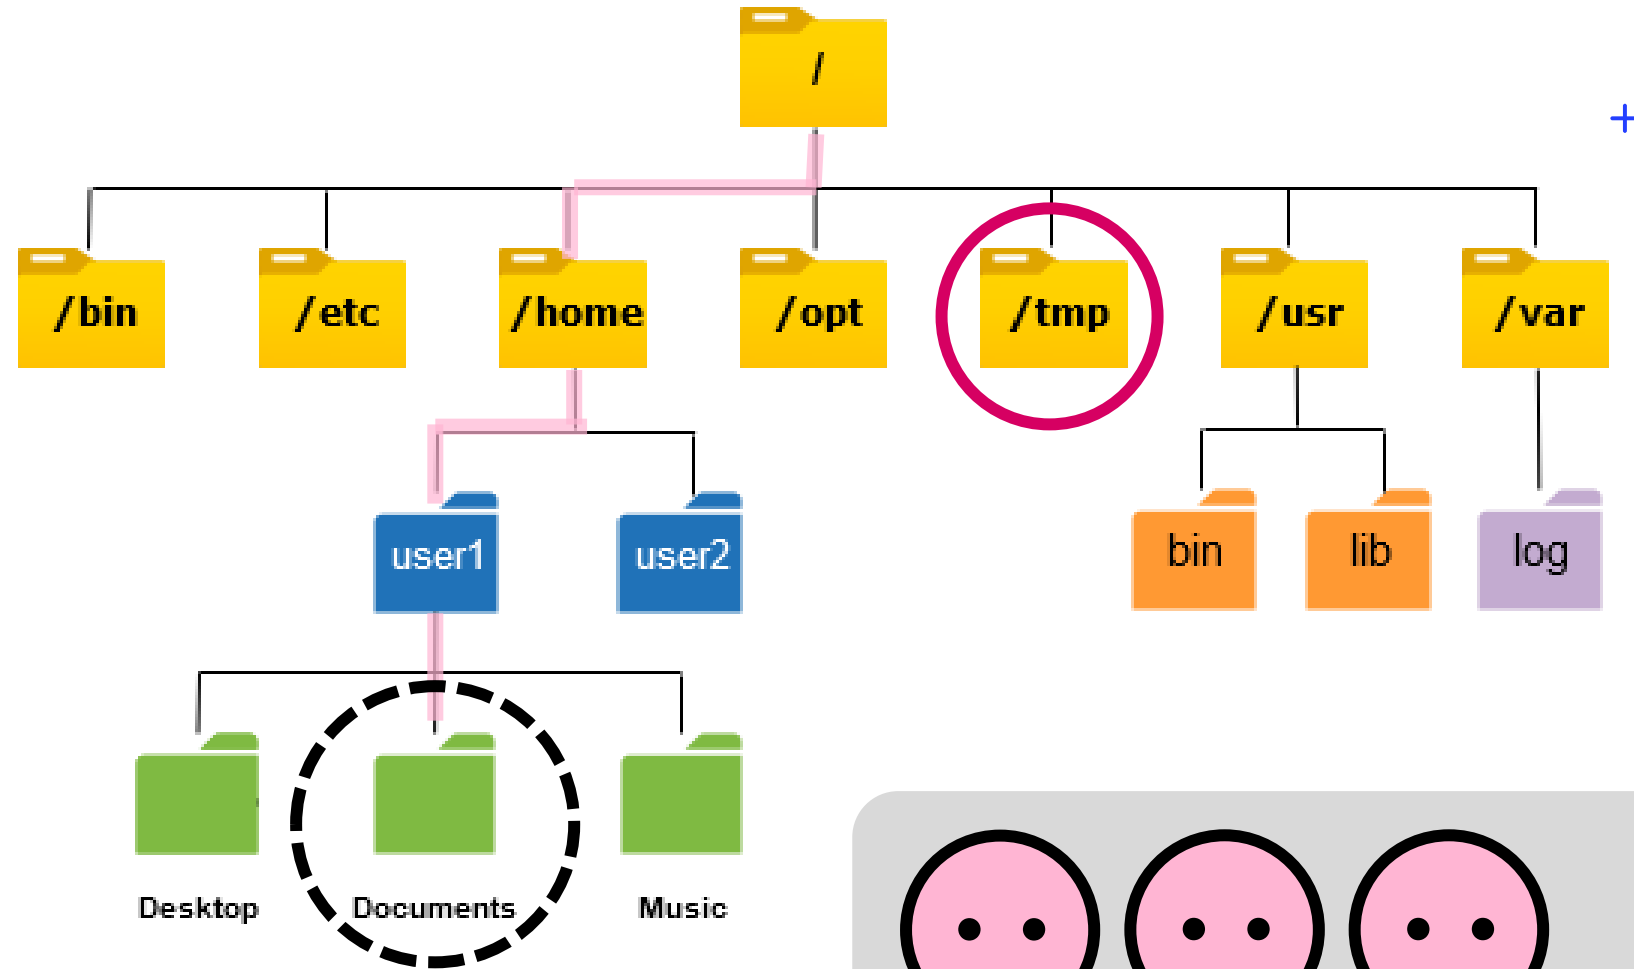 /
/bin
/etc
/home
/opt
/tmp
/usr
/var
user1
user2
bin
lib
log
Desktop
Documents
Music